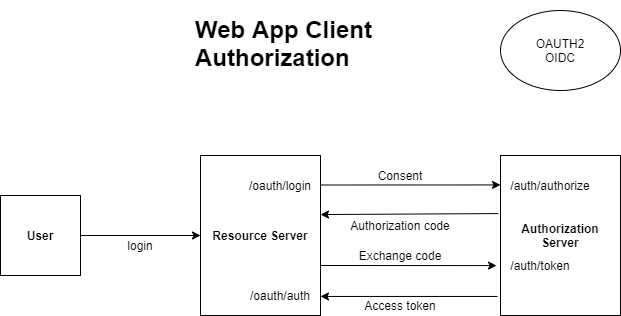 Web App Client
Authorization
OAUTH2
OIDC
User
login
/oauth/login
Resource Server
/oauth/auth
Consent
Authorization code
Exchange code
Access token
/auth/authorize
Authorization
Server
/auth/token